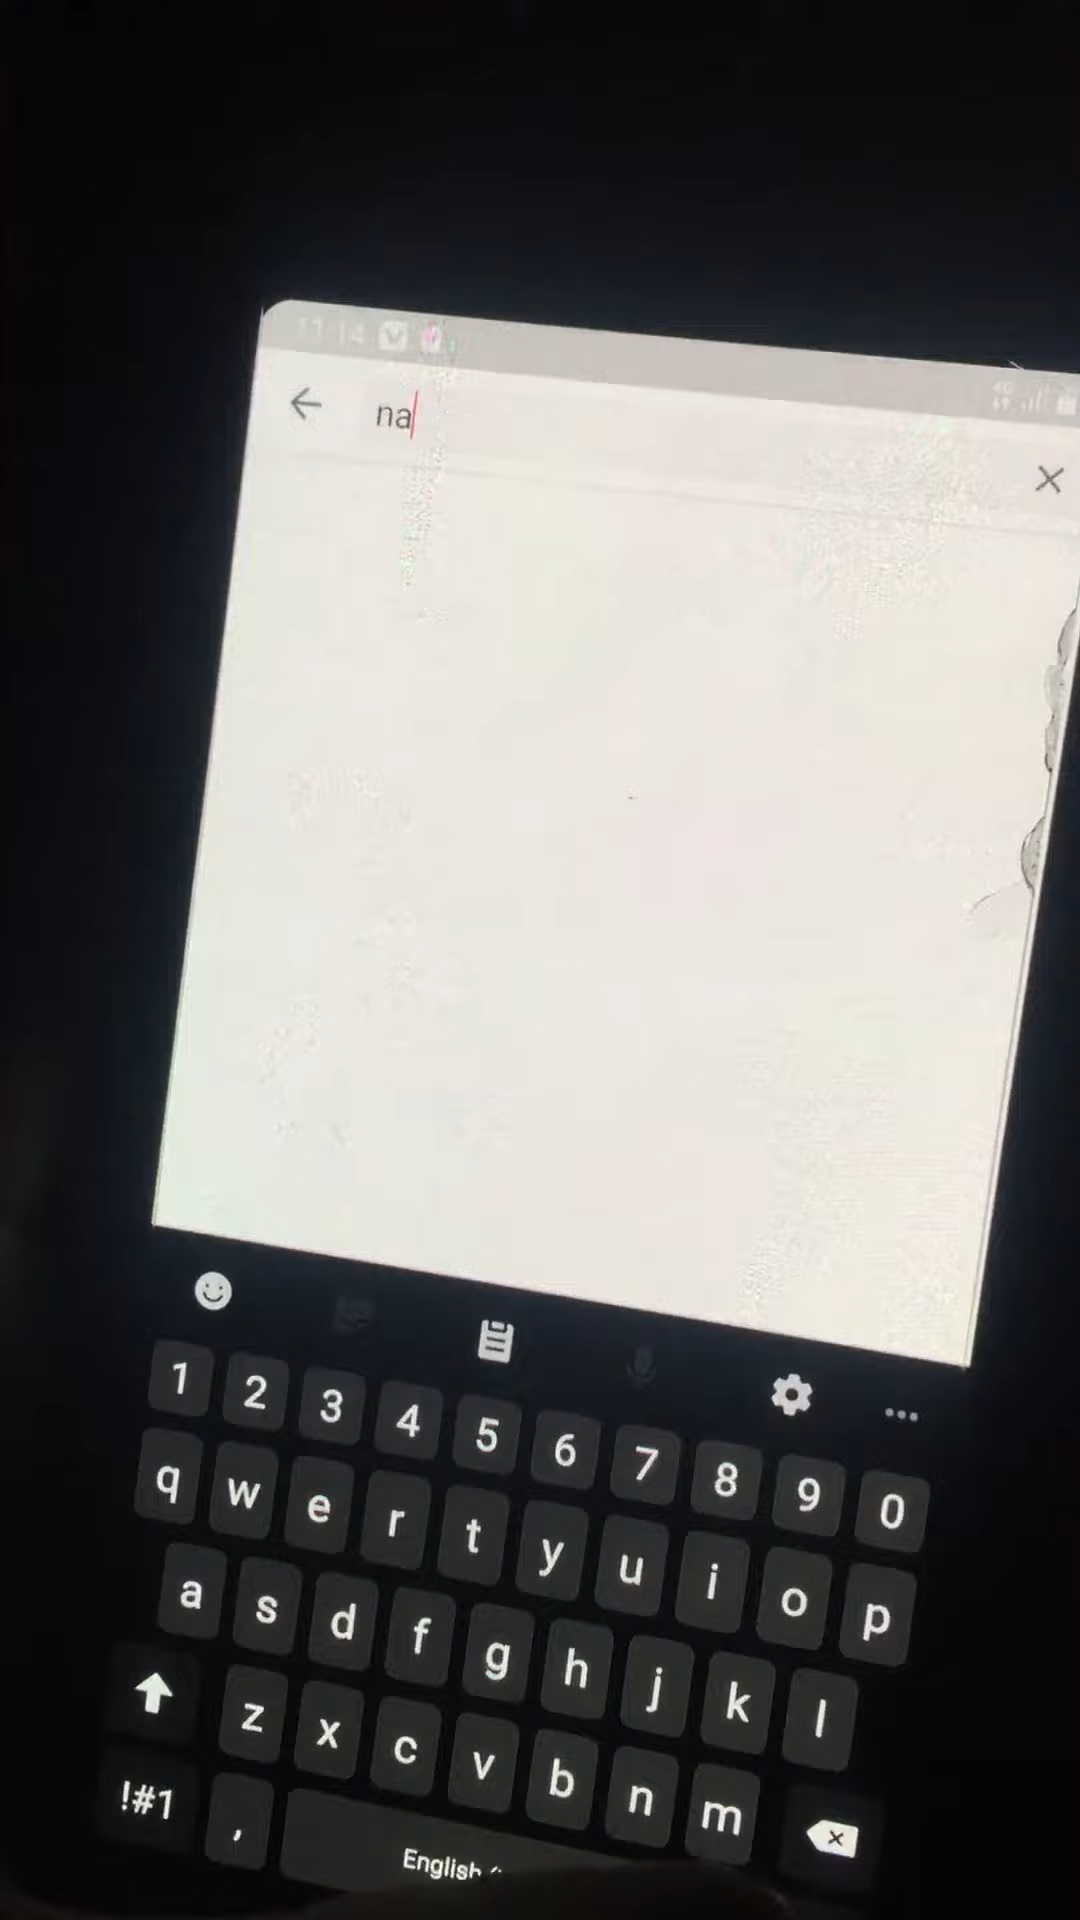 11:14
na
1 2 3 4 5 6 7 8 9 0
q w e r t y u i o p
a s d f g h j k l
z x c v b n m
!#1 , English